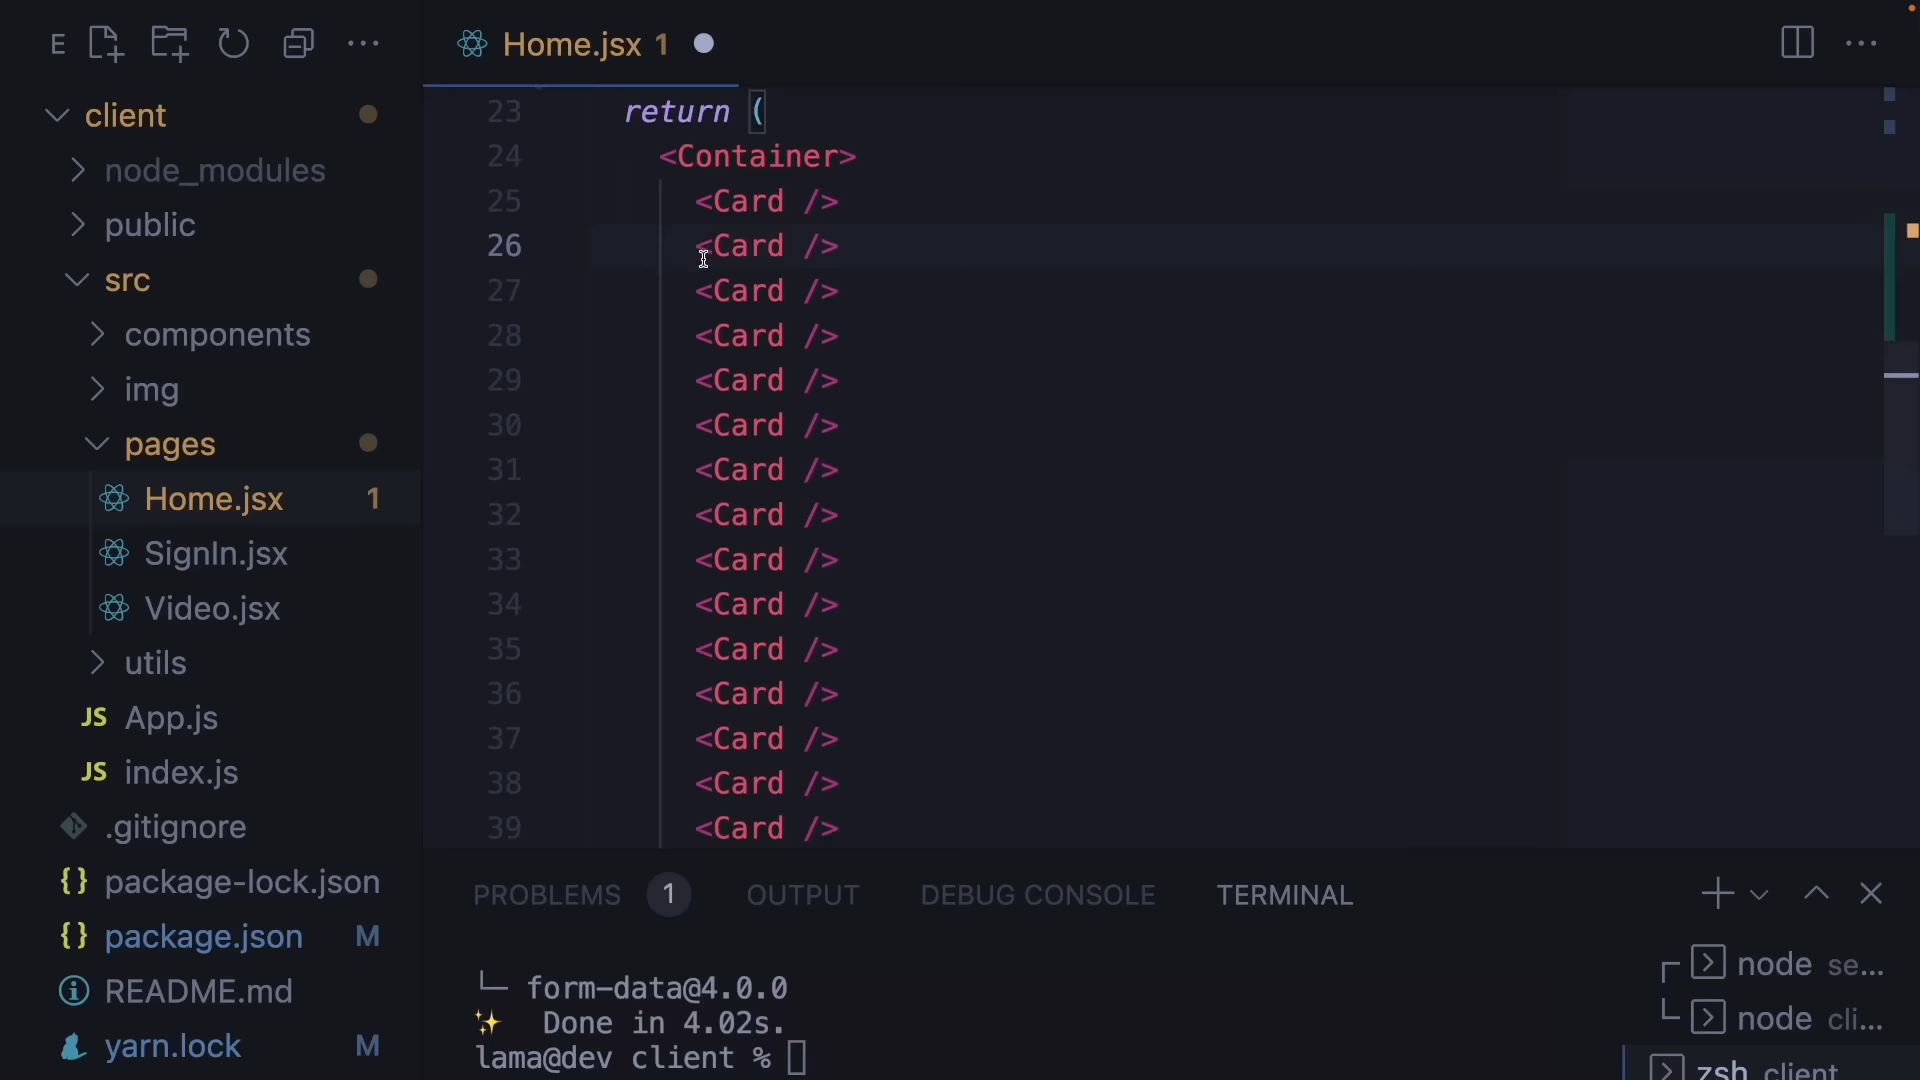 E
Home.jsx 1
client
node_modules
public
src
components
img
pages
Home.jsx 1
SignIn.jsx
Video.jsx
utils
JS App.js
JS index.js
.gitignore
{} package-lock.json
{} package.json M
README.md
yarn.lock M
23 return (
24 <Container>
25 <Card />
26 <Card />
27 <Card />
28 <Card />
29 <Card />
30 <Card />
31 <Card />
32 <Card />
33 <Card />
34 <Card />
35 <Card />
36 <Card />
37 <Card />
38 <Card />
39 <Card />
PROBLEMS 1 OUTPUT DEBUG CONSOLE TERMINAL
└─ form-data@4.0.0
✨ Done in 4.02s.
lama@dev client %
node se...
node cli...
zsh client